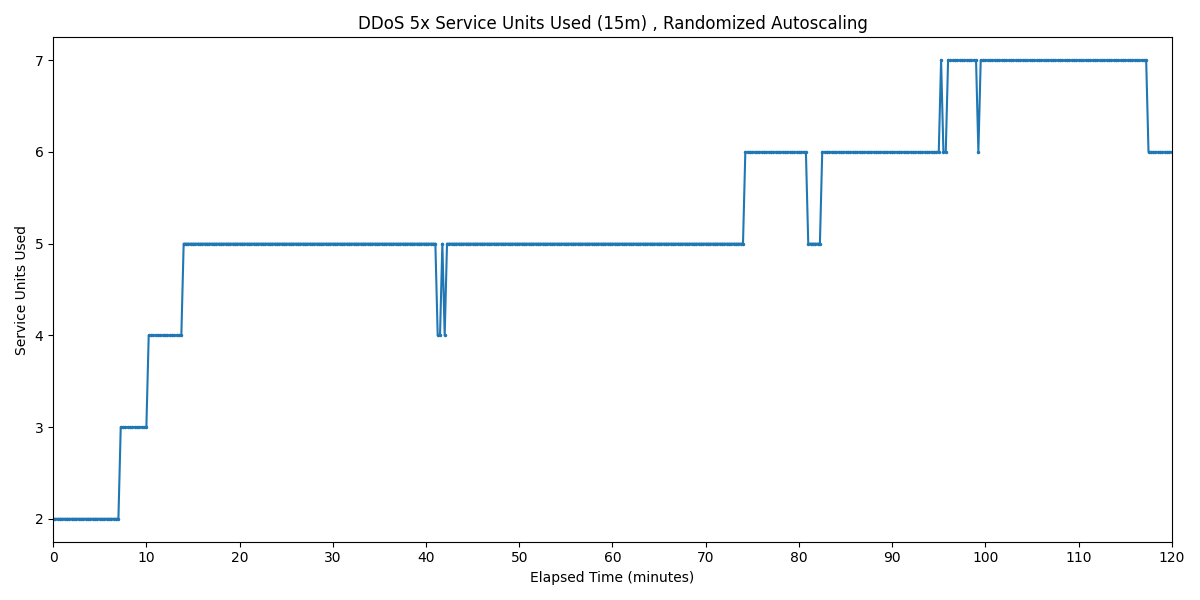 DDoS 5x Service Units Used (15m) , Randomized Autoscaling
Service Units Used
7
6
5
4
3
2
0 10 20 30 40 50 60 70 80 90 100 110 120
Elapsed Time (minutes)